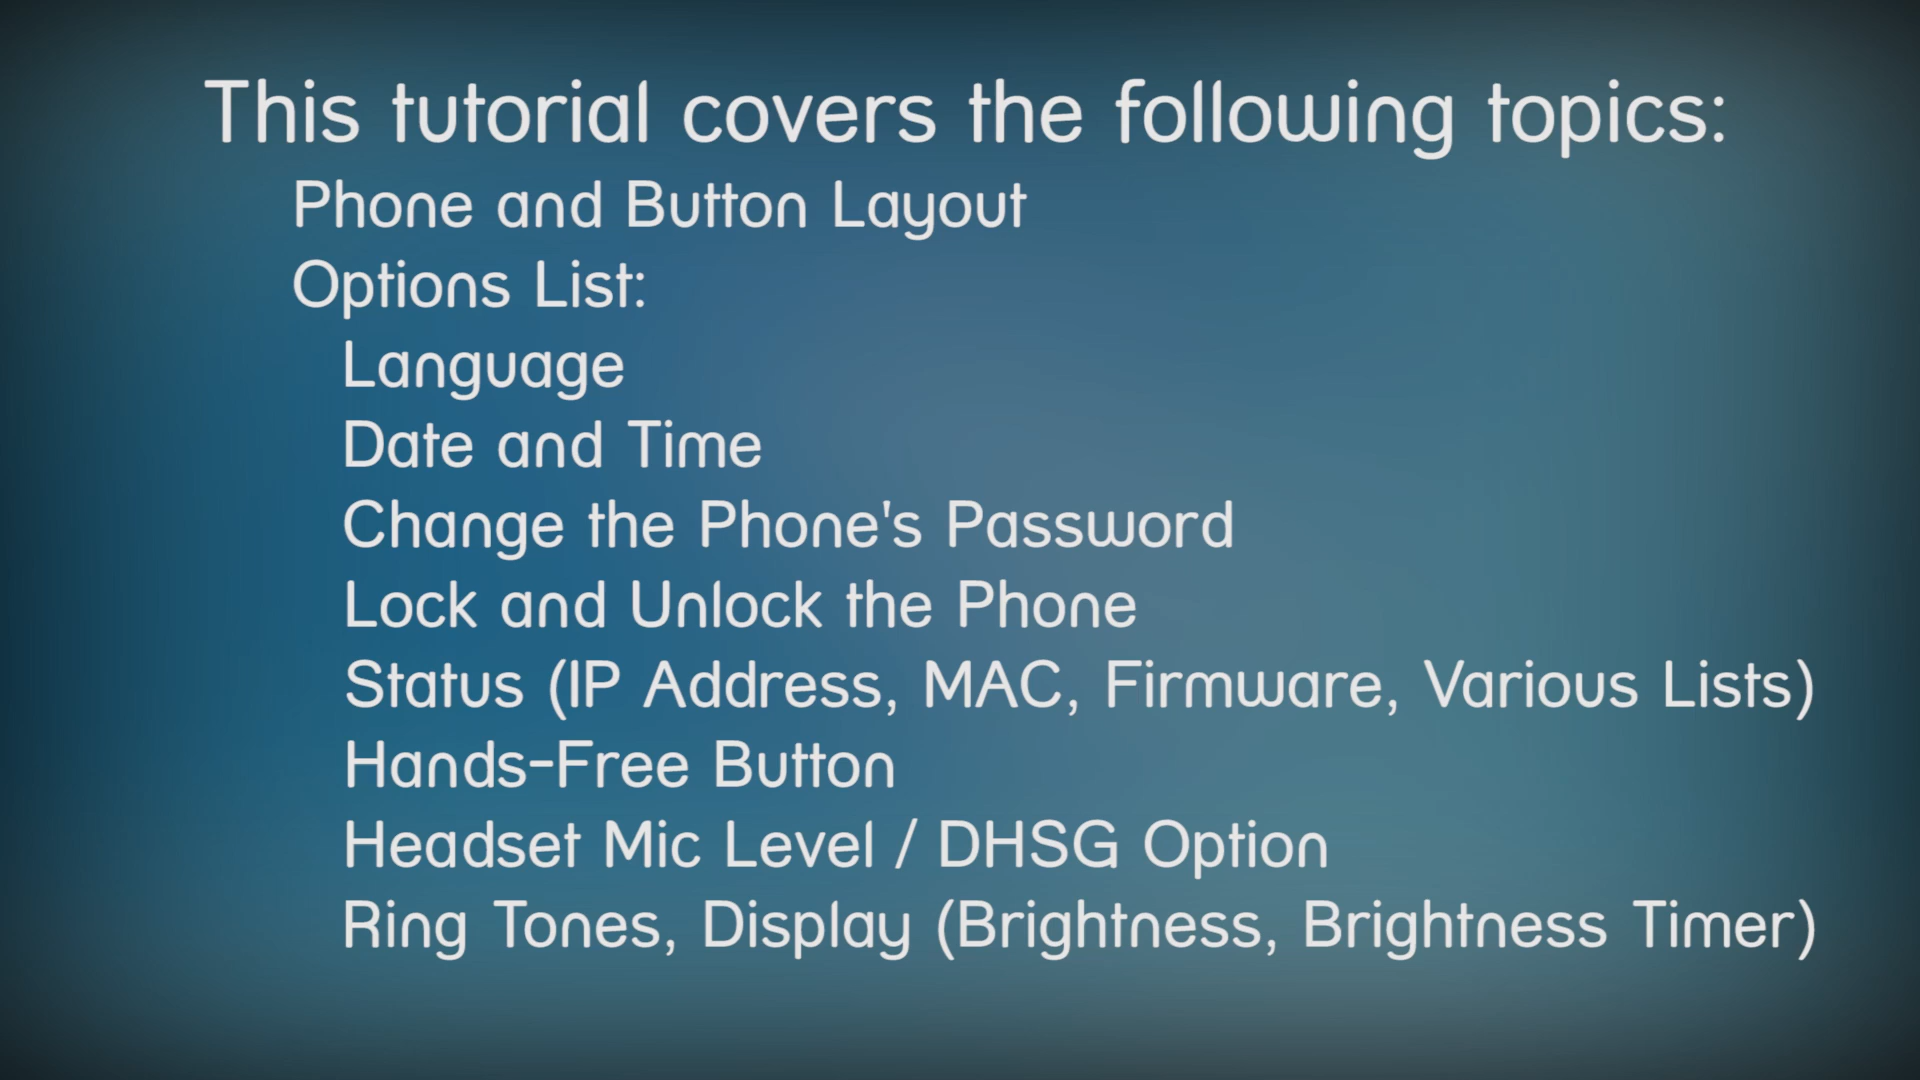 This tutorial covers the following topics:
Phone and Button Layout
Options List:
Language
Date and Time
Change the Phone's Password
Lock and Unlock the Phone
Status (IP Address, MAC, Firmware, Various Lists)
Hands-Free Button
Headset Mic Level / DHSG Option
Ring Tones, Display (Brightness, Brightness Timer)